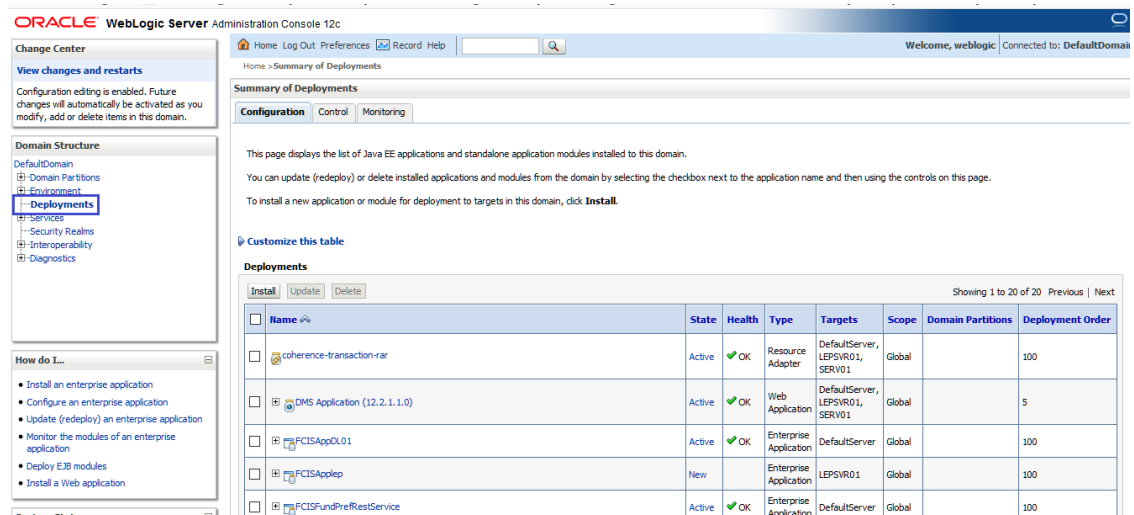 ORACLE WebLogic Server Administration Console 12c
Change Center
View changes and restarts
Configuration editing is enabled. Future
changes will automatically be activated as you
modify, add or delete items in this domain.
Domain Structure
DefaultDomain
Domain Partitions
Environment
Deployments
Services
Security Realms
Interoperability
Diagnostics
How do I...
Install an enterprise application
Configure an enterprise application
Update (redeploy) an enterprise application
Monitor the modules of an enterprise
application
Deploy EJB modules
Install a Web application
Home Log Out Preferences Record Help
Welcome, weblogic Connected to: DefaultDomain
Home >Summary of Deployments
Summary of Deployments
Configuration Control Monitoring
This page displays the list of Java EE applications and standalone application modules installed to this domain.
You can update (redeploy) or delete installed applications and modules from the domain by selecting the checkbox next to the application name and then using the controls on this page.
To install a new application or module for deployment to targets in this domain, click Install.
Customize this table
Deployments
Install Update Delete Showing 1 to 20 of 20 Previous | Next
Name State Health Type Targets Scope Domain Partitions Deployment Order
coherence-transaction-rar Active OK Resource Adapter DefaultServer, LEPSVR01, SERV01 Global 100
DMS Application (12.2.1.1.0) Active OK Web Application DefaultServer, LEPSVR01, SERV01 Global 5
FCISAppDL01 Active OK Enterprise Application DefaultServer Global 100
FCISApplep New Enterprise Application LEPSVR01 Global 100
FCISFundPrefRestService Active OK Enterprise Application DefaultServer Global 100